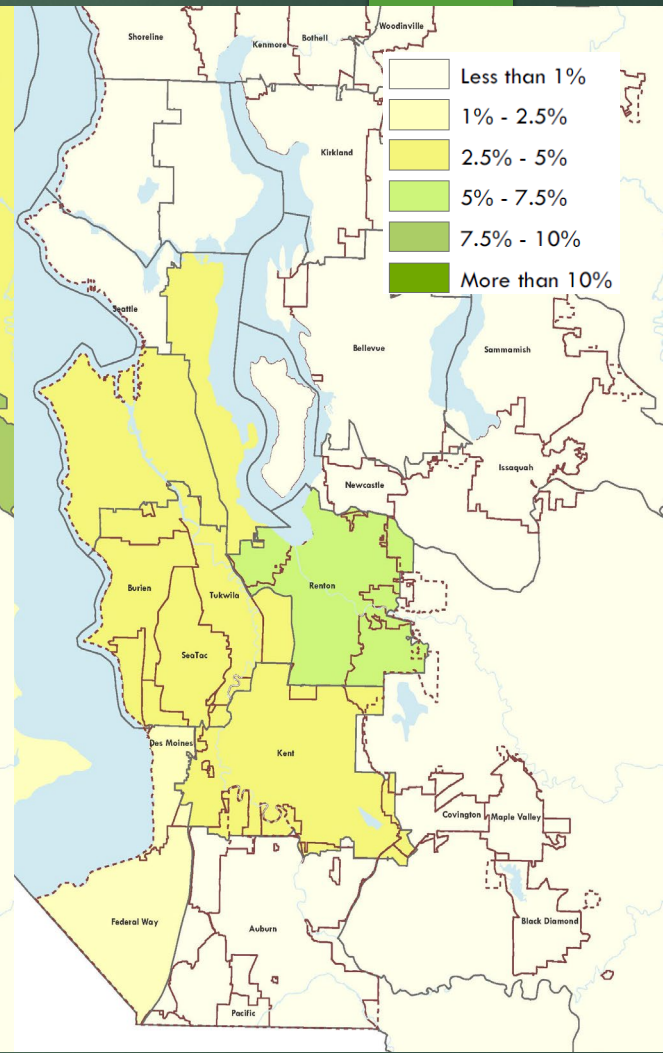 Shoreline
Kenmore
Bothell
Woodinville
Less than 1%
1% - 2.5%
2.5% - 5%
5% - 7.5%
7.5% - 10%
More than 10%
Kirkland
Seattle
Bellevue
Sammamish
Issaquah
Newcastle
Burien
Tukwila
Renton
SeaTac
Des Moines
Kent
Covington
Maple Valley
Federal Way
Auburn
Black Diamond
Pacific